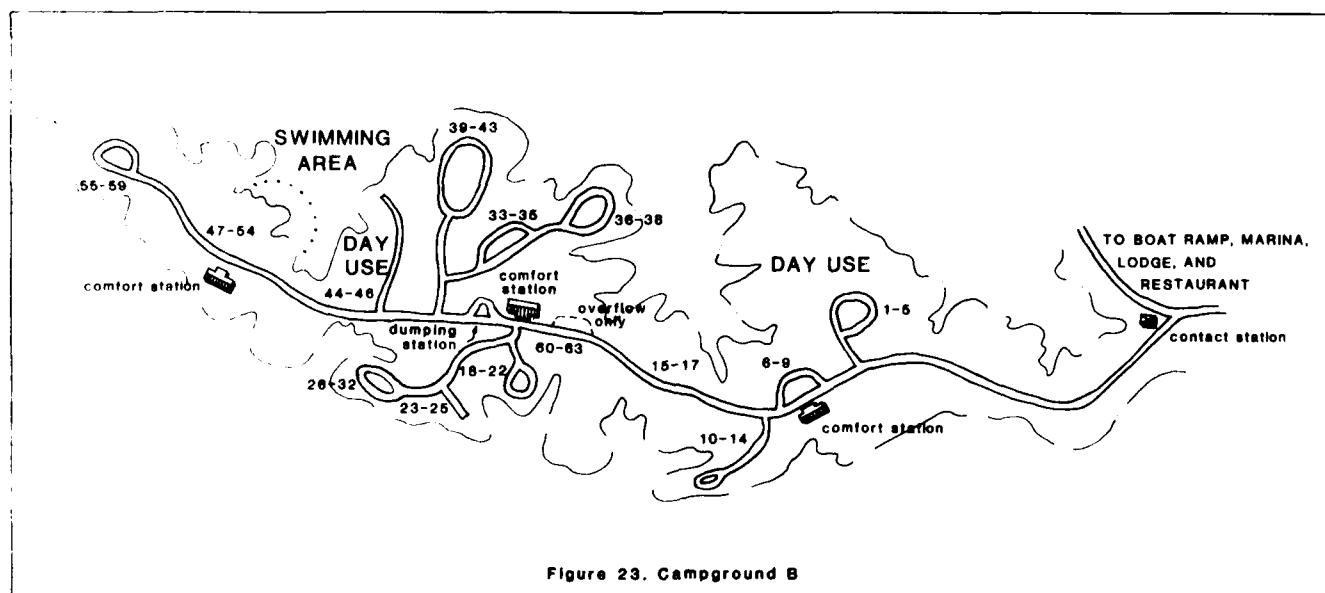 SWIMMING
AREA
39-43
55-59
33-35
36-38
47-54
DAY
USE
DAY USE
TO BOAT RAMP, MARINA,
LODGE, AND
RESTAURANT
comfort station
44-46
comfort
station
overflow
only
1-5
dumping
station
60-63
contact station
15-17
6-9
18-22
26-32
23-25
comfort station
10-14
Figure 23. Campground B